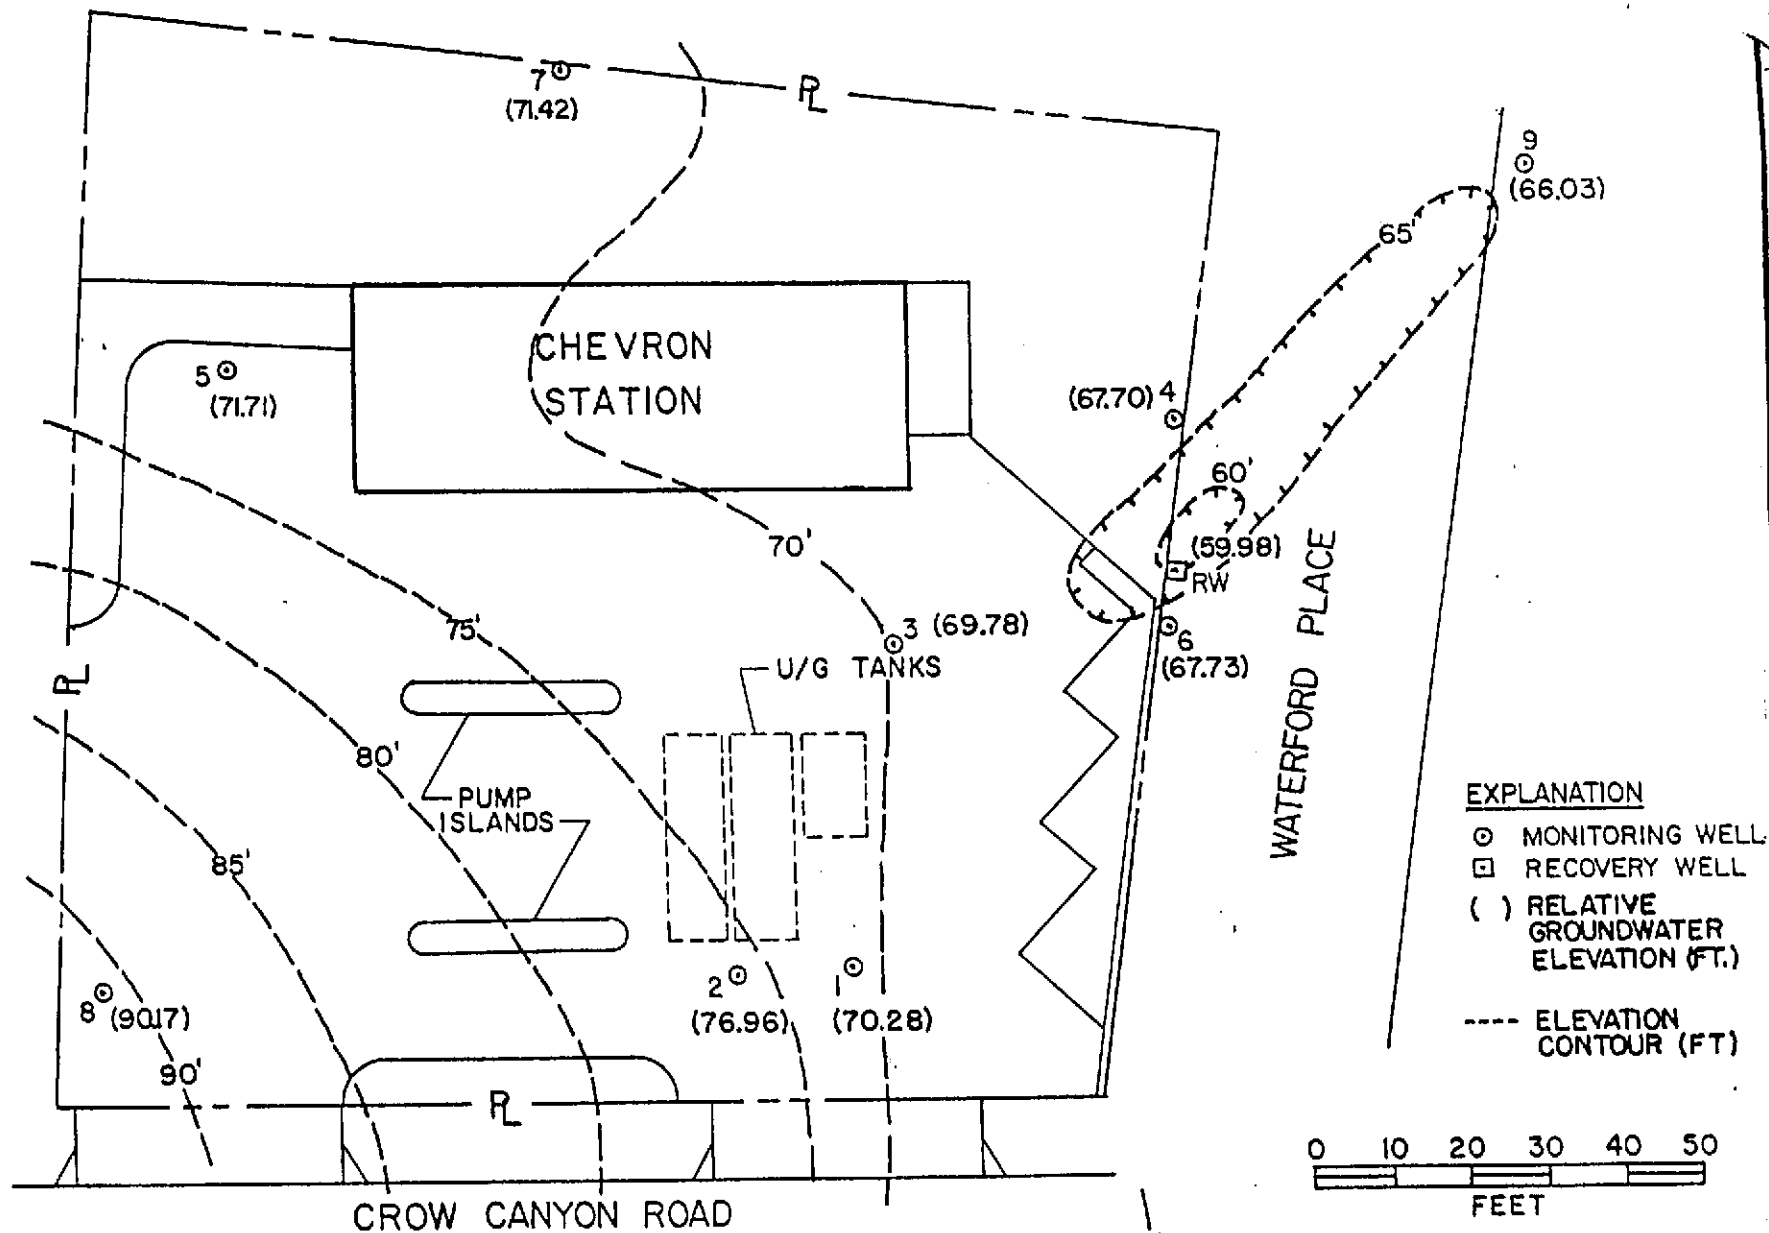 7
(71.42)
PL
9
(66.03)
65'
CHEVRON
STATION
5
(71.71)
(67.70) 4
60'
(59.98)
RW
70'
3 (69.78)
6
(67.73)
75'
U/G TANKS
PL
80'
PUMP
ISLANDS
85'
WATERFORD PLACE
8 (90.17)
2
(76.96)
1
(70.28)
90'
PL
CROW CANYON ROAD
EXPLANATION
MONITORING WELL
RECOVERY WELL
( ) RELATIVE
GROUNDWATER
ELEVATION (FT.)
---- ELEVATION
CONTOUR (FT)
0 10 20 30 40 50
FEET